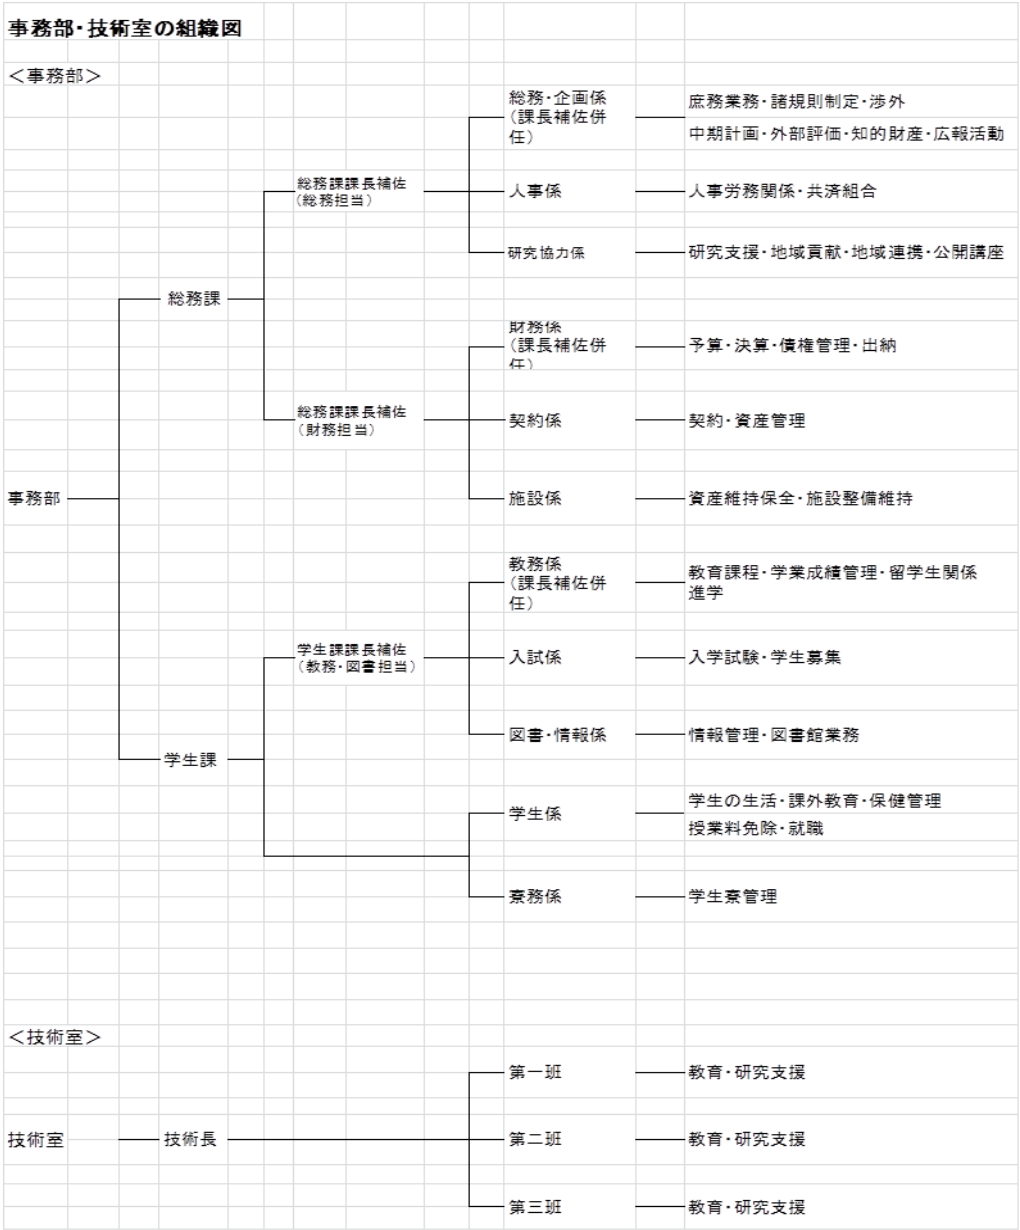 事務部・技術室の組織図
＜事務部＞
総務・企画係
（課長補佐併
任）
庶務業務・諸規則制定・渉外
中期計画・外部評価・知的財産・広報活動
総務課課長補佐
（総務担当）
人事係
人事労務関係・共済組合
研究協力係
研究支援・地域貢献・地域連携・公開講座
総務課
財務係
（課長補佐併
任）
予算・決算・債権管理・出納
総務課課長補佐
（財務担当）
契約係
契約・資産管理
事務部
施設係
資産維持保全・施設整備維持
教務係
（課長補佐併
任）
教育課程・学業成績管理・留学生関係
進学
学生課課長補佐
（教務・図書担当）
入試係
入学試験・学生募集
図書・情報係
情報管理・図書館業務
学生課
学生係
学生の生活・課外教育・保健管理
授業料免除・就職
寮務係
学生寮管理
＜技術室＞
第一班
教育・研究支援
技術室
技術長
第二班
教育・研究支援
第三班
教育・研究支援